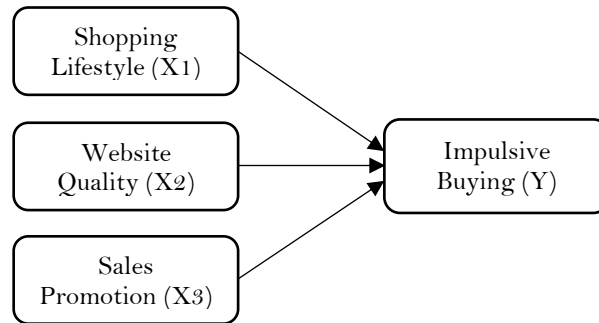 Shopping
Lifestyle (X1)
Website
Quality (X2)
Impulsive
Buying (Y)
Sales
Promotion (X3)